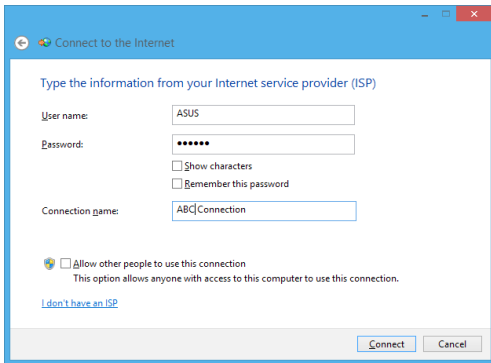 Connect to the Internet
Type the information from your Internet service provider (ISP)
User name: ASUS
Password: ●●●●●●
Show characters
Remember this password
Connection name: ABC Connection
Allow other people to use this connection
This option allows anyone with access to this computer to use this connection.
I don't have an ISP
Connect Cancel